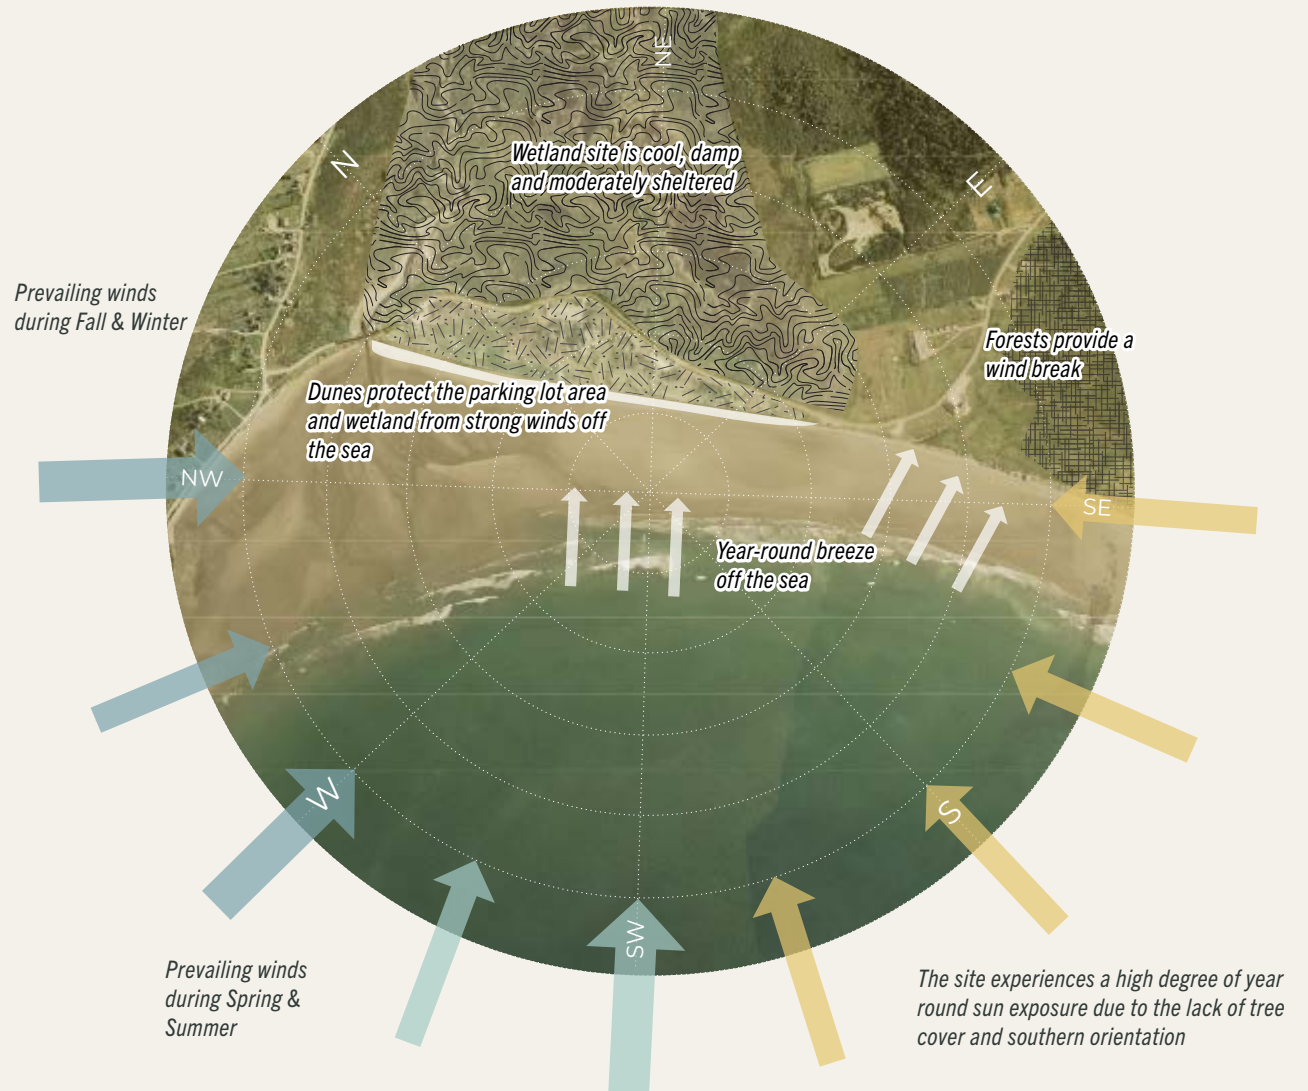 NE
Wetland site is cool, damp
and moderately sheltered
N
E
Prevailing winds
during Fall & Winter
Forests provide a
wind break
Dunes protect the parking lot area
and wetland from strong winds off
the sea
NW
SE
Year-round breeze
off the sea
W
S
SW
Prevailing winds
during Spring &
Summer
The site experiences a high degree of year
round sun exposure due to the lack of tree
cover and southern orientation